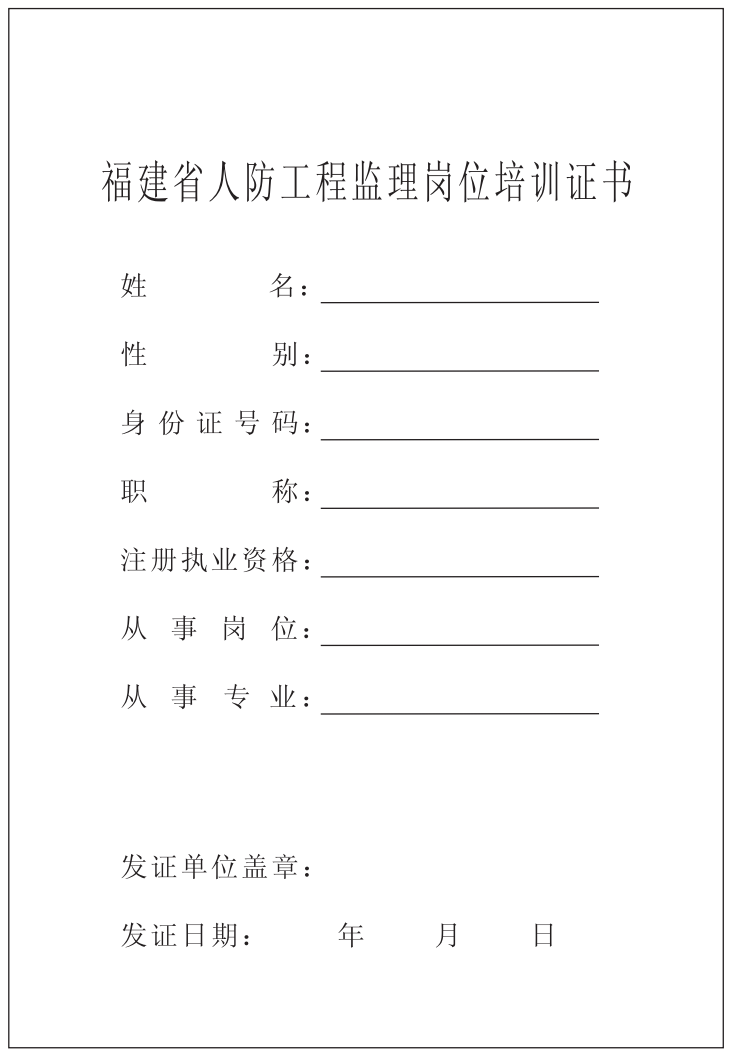 福建省人防工程监理岗位培训证书
姓名：
性别：
身份证号码：
职称：
注册执业资格：
从事岗位：
从事专业：
发证单位盖章：
发证日期： 年 月 日